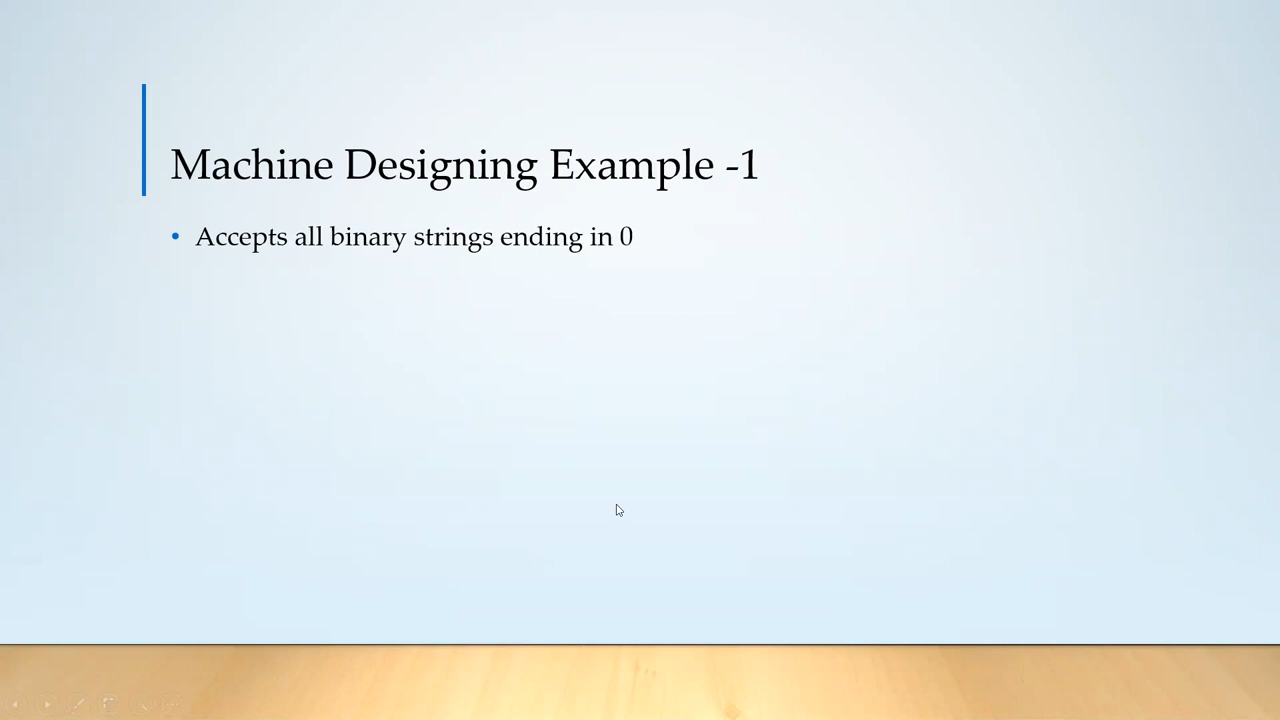 Machine Designing Example -1
• Accepts all binary strings ending in 0